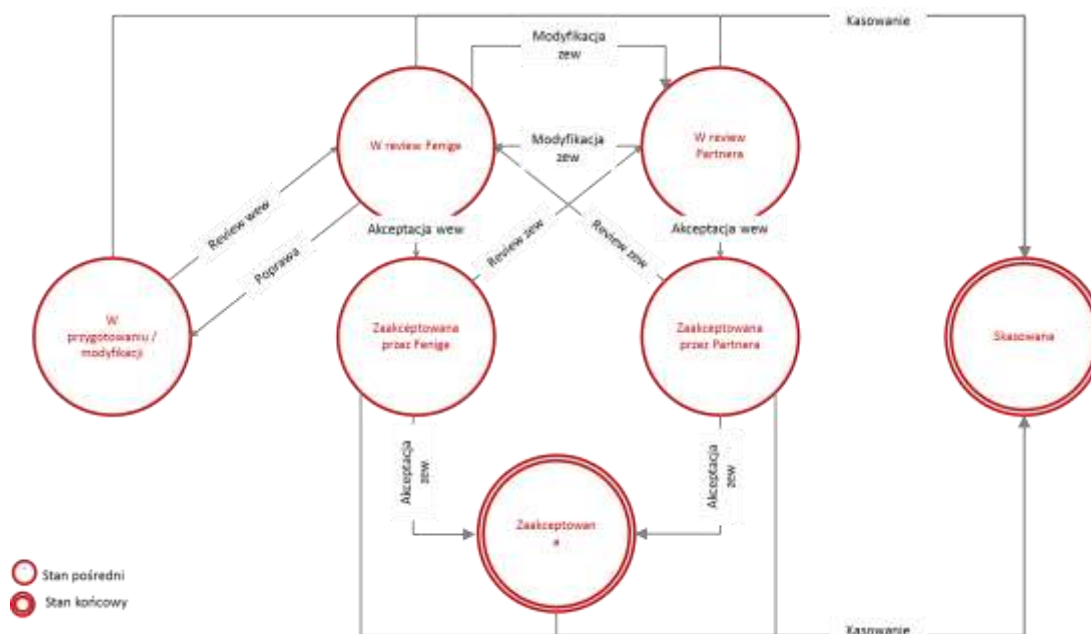 Kasowanie
Modyfikacja
zew
W review Fenige
Modyfikacja
zew
W review
Partnera
Review wew
Poprawa
Akceptacja wew
Review zew
Review zew
Akceptacja wew
W
przygotowaniu /
modyfikacji
Zaakceptowana
przez Fenige
Zaakceptowana
przez Partnera
Skasowana
Akceptacja
zew
Akceptacja
zew
Zaakceptowan
a
Stan pośredni
Stan końcowy
Kasowanie